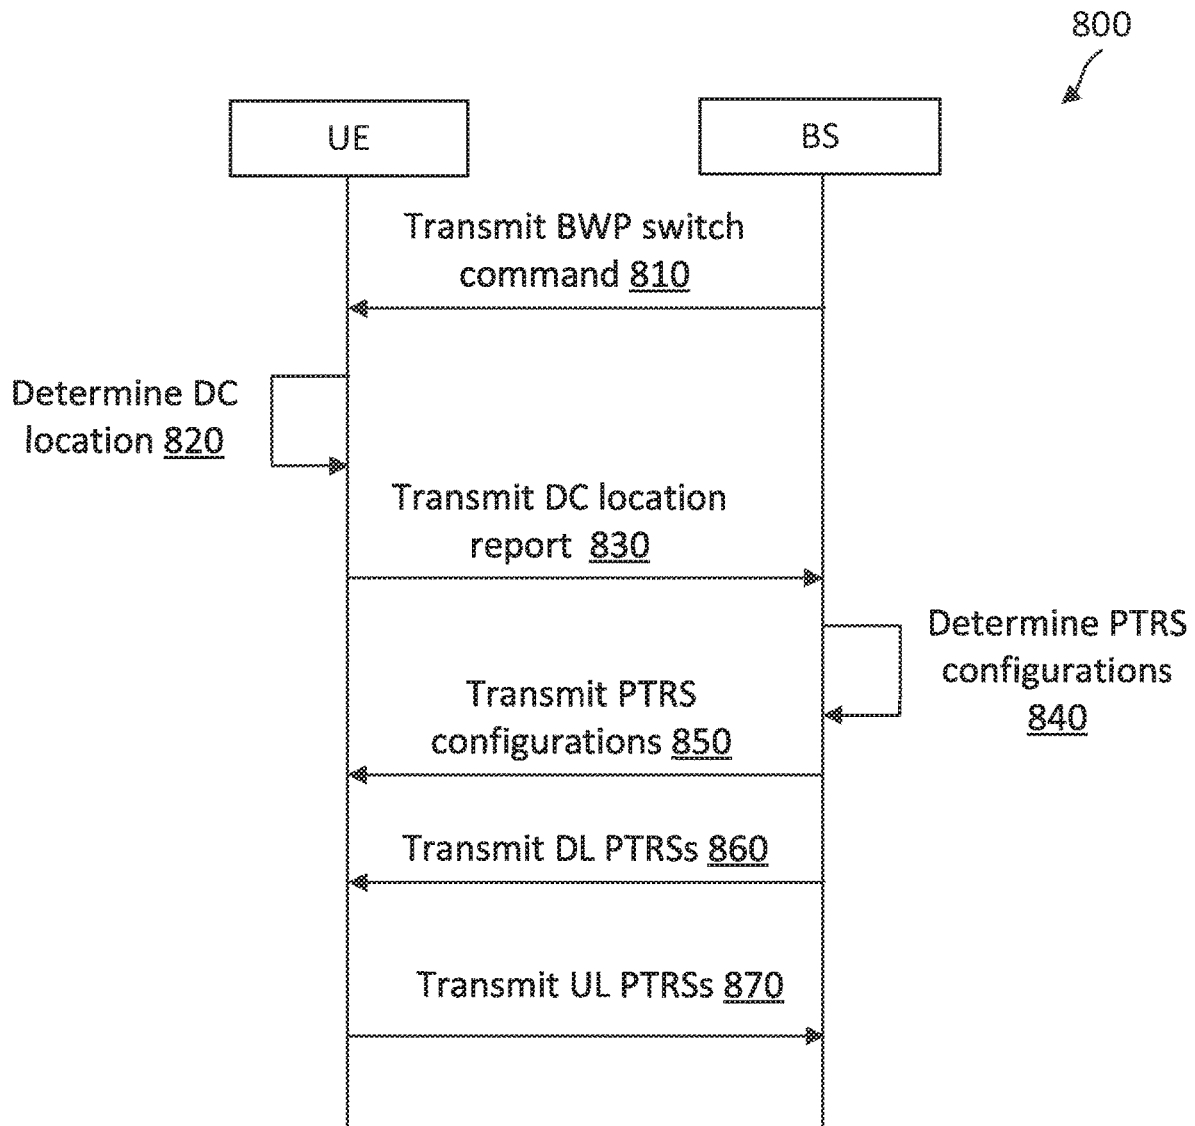 800
UE
BS
Transmit BWP switch
command 810
Determine DC
location 820
Transmit DC location
report 830
Determine PTRS
configurations
840
Transmit PTRS
configurations 850
Transmit DL PTRSs 860
Transmit UL PTRSs 870